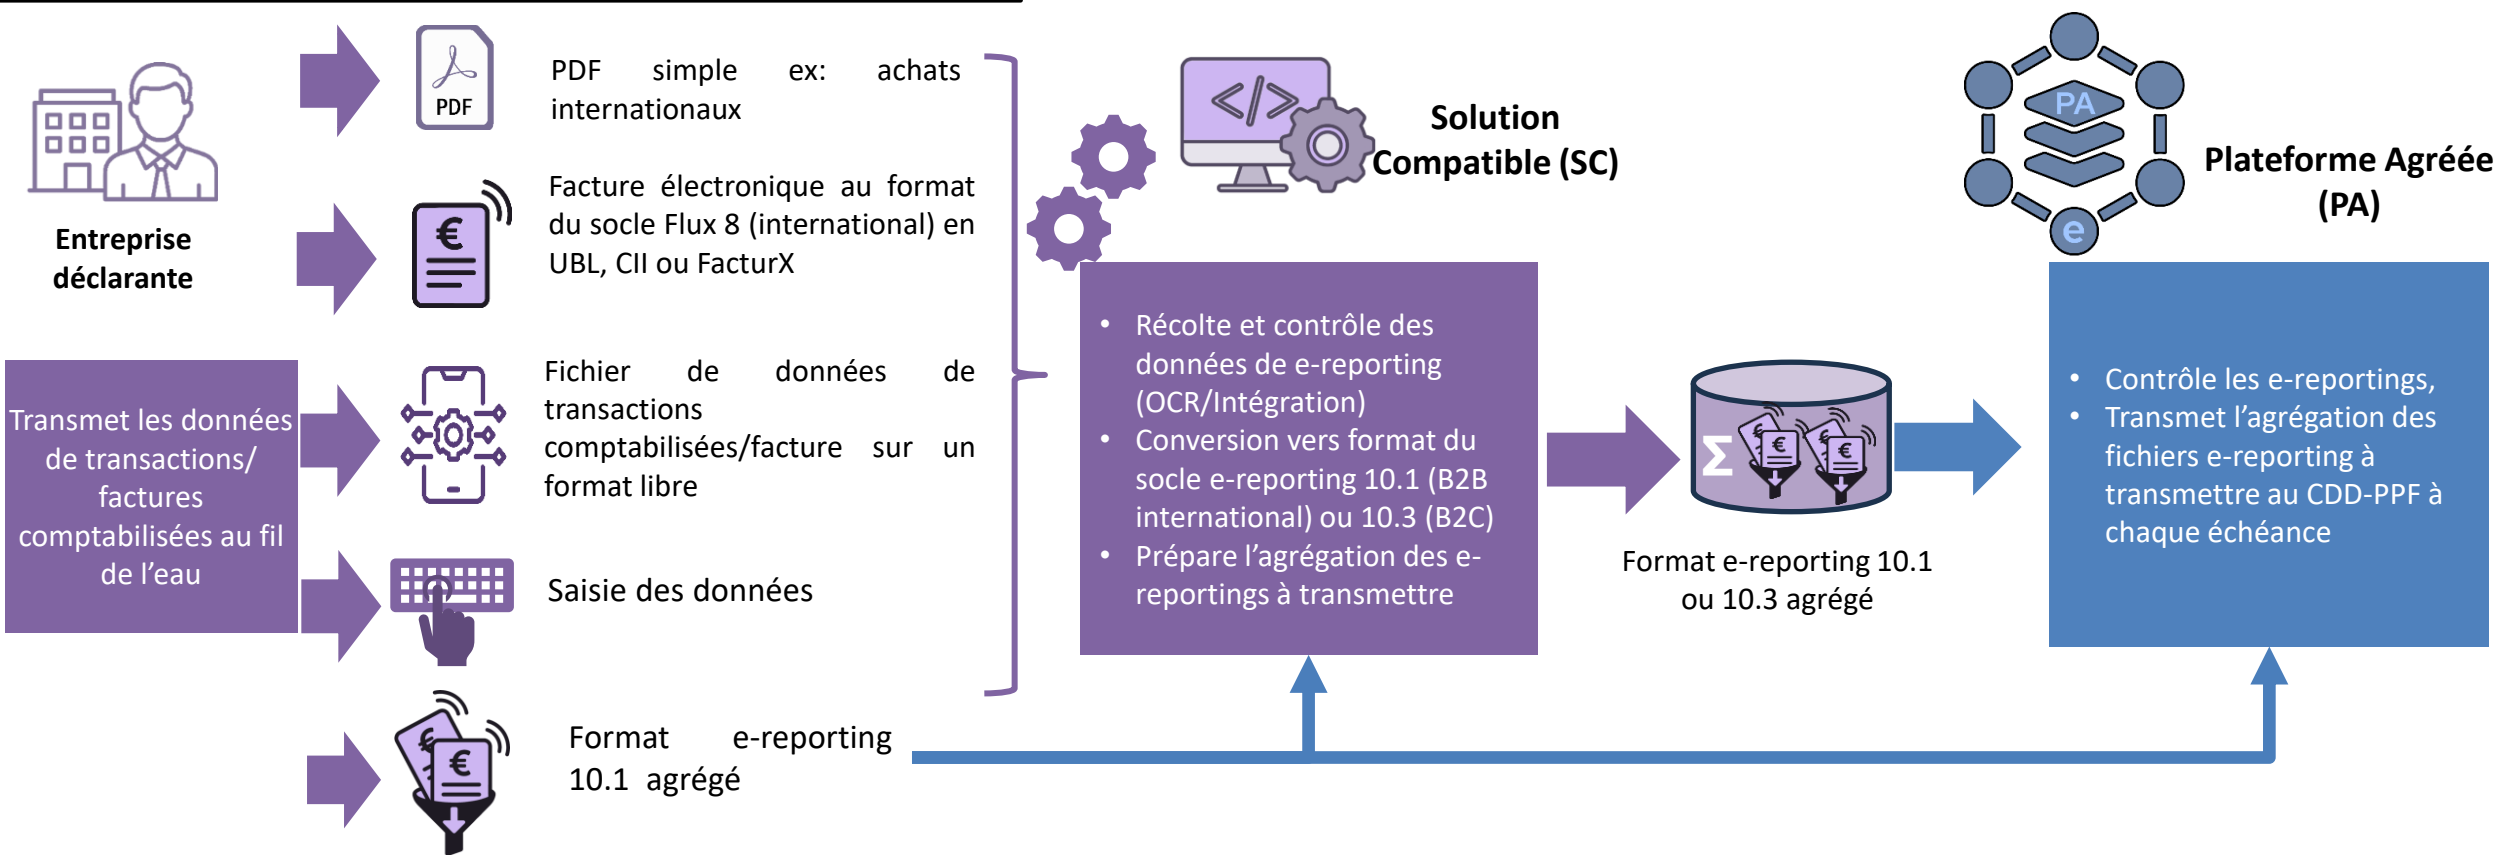 Entreprise
déclarante
Transmet les données
de transactions/
factures
comptabilisées au fil
de l’eau
PDF
PDF simple ex: achats
internationaux
€
Facture électronique au format
du socle Flux 8 (international) en
UBL, CII ou FacturX
Fichier de données de
transactions
comptabilisées/facture sur un
format libre
Saisie des données
€
€
Format e-reporting
10.1 agrégé
</>
Solution
Compatible (SC)
• Récolte et contrôle des
données de e-reporting
(OCR/Intégration)
• Conversion vers format du
socle e-reporting 10.1 (B2B
international) ou 10.3 (B2C)
• Prépare l’agrégation des e-
reportings à transmettre
Σ
€ € € €
Format e-reporting 10.1
ou 10.3 agrégé
PA
e
Plateforme Agréée
(PA)
• Contrôle les e-reportings,
• Transmet l’agrégation des
fichiers e-reporting à
transmettre au CDD-PPF à
chaque échéance